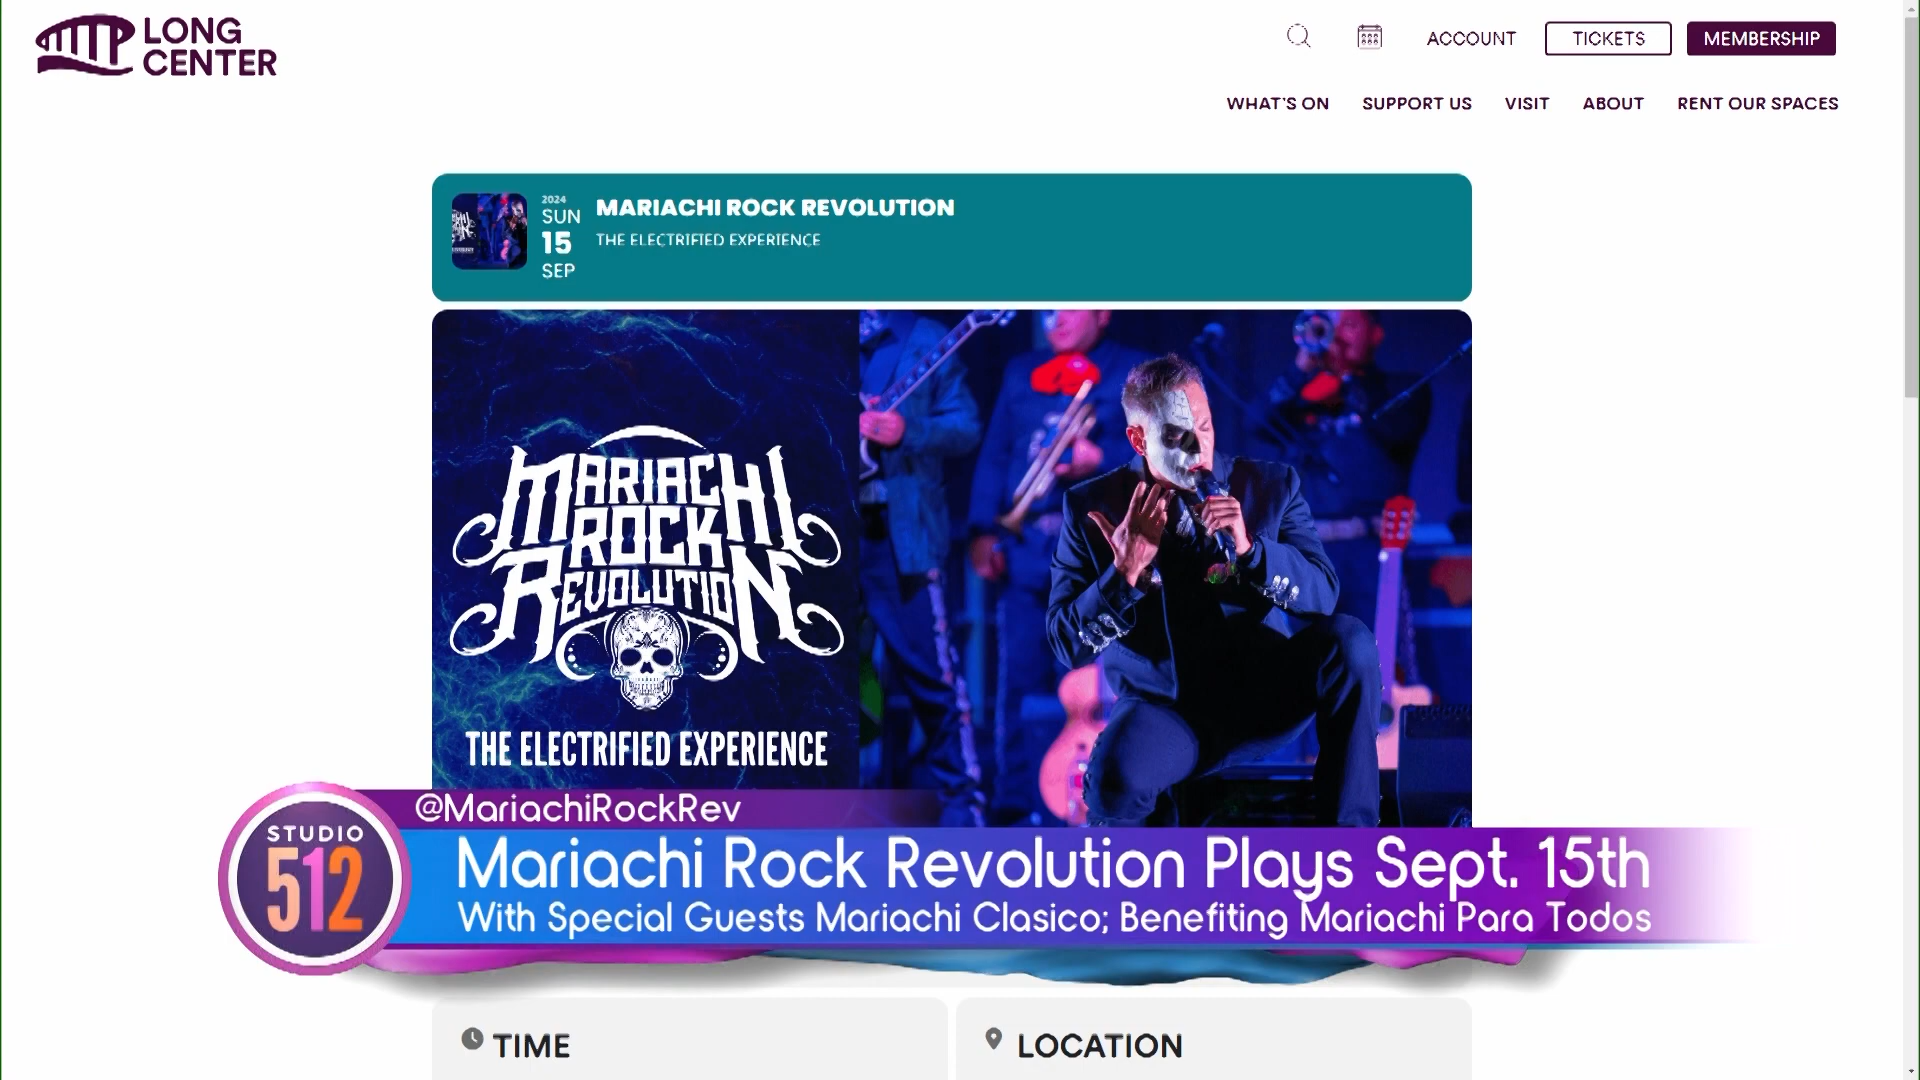 LONG
CENTER
ACCOUNT
TICKETS
MEMBERSHIP
WHAT'S ON
SUPPORT US
VISIT
ABOUT
RENT OUR SPACES
2024
SUN
15
SEP
MARIACHI ROCK REVOLUTION
THE ELECTRIFIED EXPERIENCE
MARIACHI
ROCK
REVOLUTION
THE ELECTRIFIED EXPERIENCE
@MariachiRockRev
STUDIO
512
Mariachi Rock Revolution Plays Sept. 15th
With Special Guests Mariachi Clasico; Benefiting Mariachi Para Todos
TIME
LOCATION